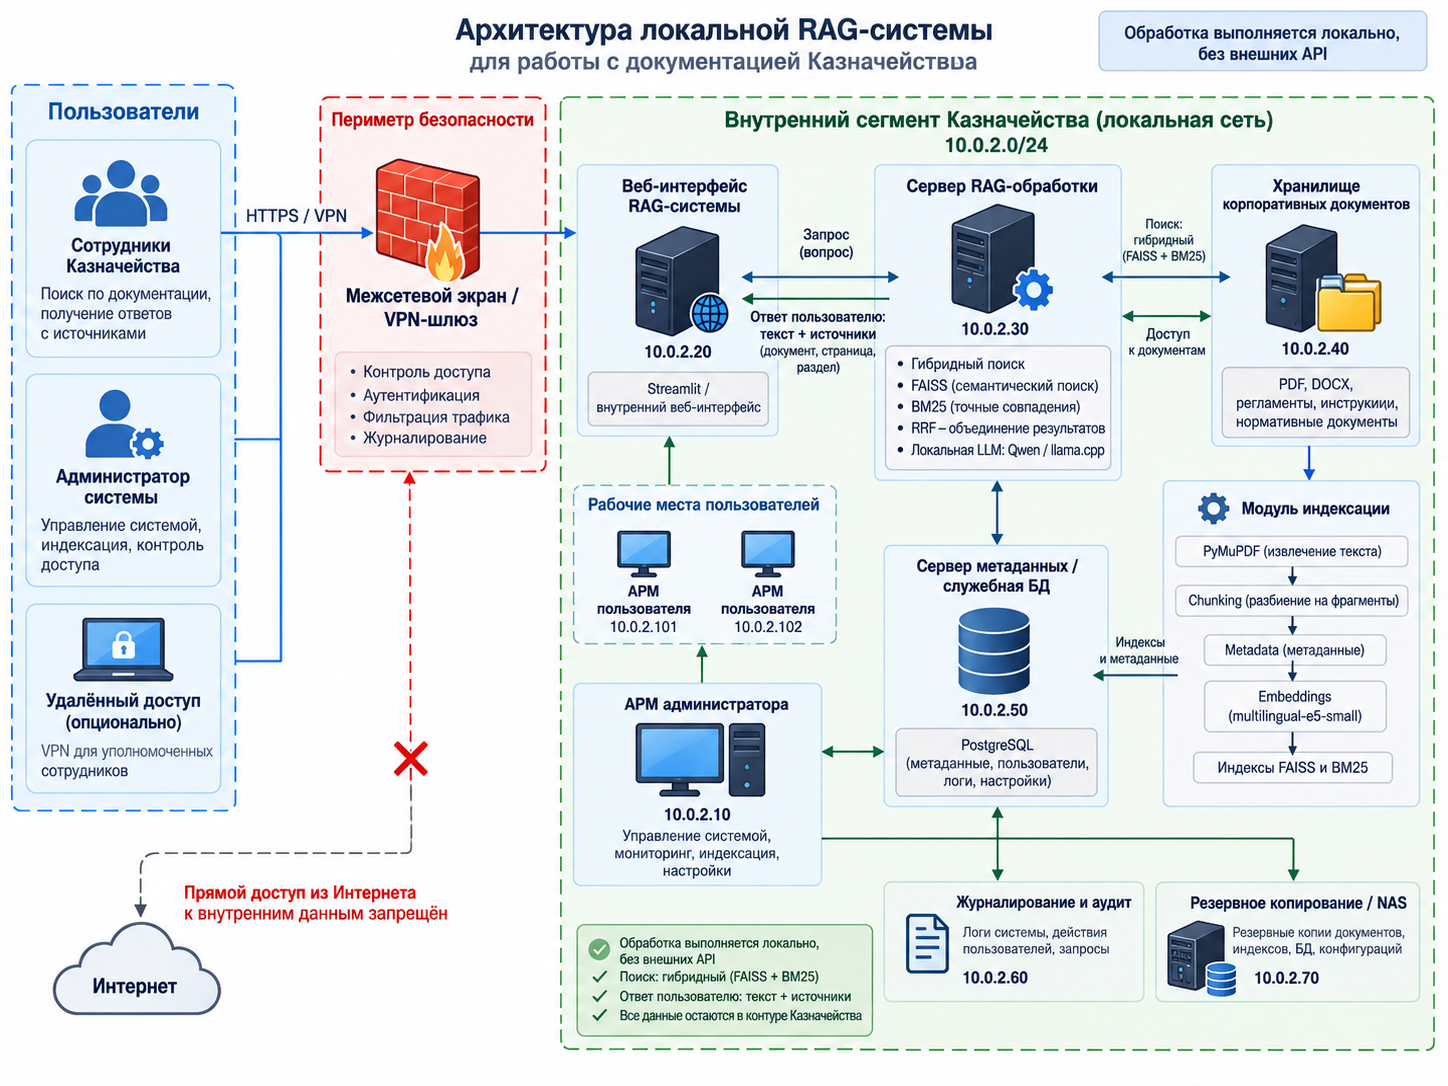 Архитектура локальной RAG-системы
для работы с документацией Казначейства
Обработка выполняется локально,
без внешних API
Пользователи
Сотрудники
Казначейства
Поиск по документации,
получение ответов
с источниками
Администратор
системы
Управление системой,
индексация, контроль
доступа
Удалённый доступ
(опционально)
VPN для уполномоченных
сотрудников
HTTPS / VPN
Периметр безопасности
Межсетевой экран /
VPN-шлюз
• Контроль доступа
• Аутентификация
• Фильтрация трафика
• Журналирование
Прямой доступ из Интернета
к внутренним данным запрещён
Интернет
Внутренний сегмент Казначейства (локальная сеть)
10.0.2.0/24
Веб-интерфейс
RAG-системы
10.0.2.20
Streamlit /
внутренний веб-интерфейс
Запрос
(вопрос)
Ответ пользователю:
текст + источники
(документ, страница,
раздел)
Сервер RAG-обработки
10.0.2.30
• Гибридный поиск
• FAISS (семантический поиск)
• BM25 (точные совпадения)
• RRF – объединение результатов
• Локальная LLM: Qwen / llama.cpp
Поиск:
гибридный
(FAISS + BM25)
Доступ
к документам
Хранилище
корпоративных документов
10.0.2.40
PDF, DOCX,
регламенты, инструкции,
нормативные документы
Рабочие места пользователей
АРМ
пользователя
10.0.2.101
АРМ
пользователя
10.0.2.102
Сервер метаданных /
служебная БД
10.0.2.50
PostgreSQL
(метаданные, пользователи,
логи, настройки)
Индексы
и метаданные
Модуль индексации
PyMuPDF (извлечение текста)
Chunking (разбиение на фрагменты)
Metadata (метаданные)
Embeddings
(multilingual-e5-small)
Индексы FAISS и BM25
АРМ администратора
10.0.2.10
Управление системой,
мониторинг, индексация,
настройки
Журналирование и аудит
Логи системы, действия
пользователей, запросы
10.0.2.60
Резервное копирование / NAS
Резервные копии документов,
индексов, БД, конфигураций
10.0.2.70
Обработка выполняется локально,
без внешних API
Поиск: гибридный (FAISS + BM25)
Ответ пользователю: текст + источники
Все данные остаются в контуре Казначейства